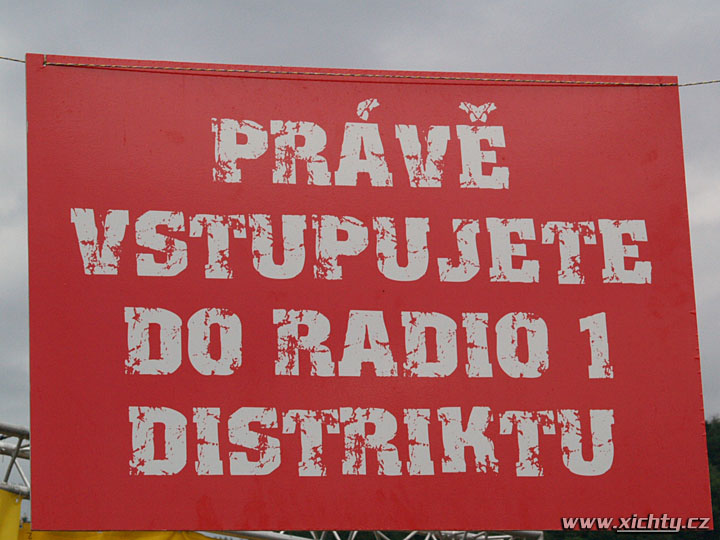 PRÁVĚ
VSTUPUJETE
DO RADIO 1
DISTRIKTU
www.xichty.cz